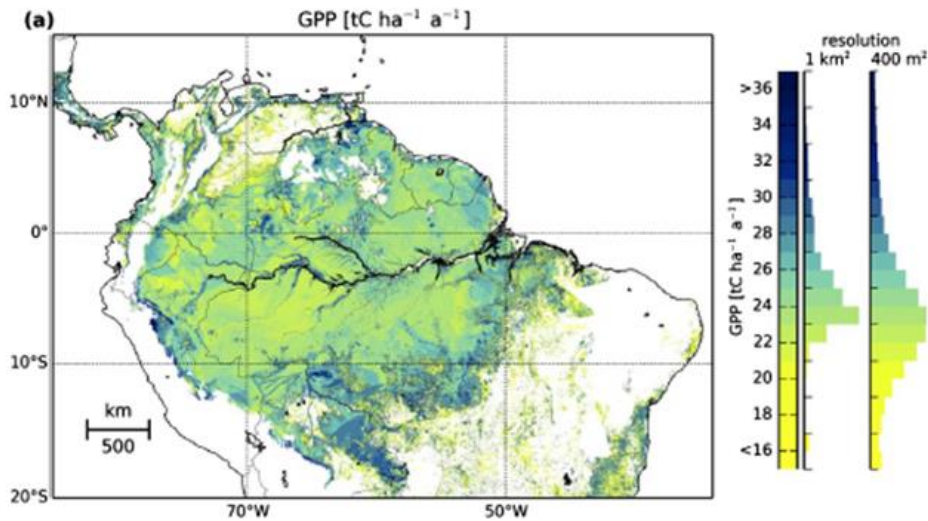 (a) GPP [tC ha⁻¹ a⁻¹]
resolution
1 km² 400 m²
>36
34
32
30
28
26
24
22
20
18
<16
GPP [tC ha⁻¹ a⁻¹]
10°N
0°
10°S
20°S
km
500
70°W 50°W